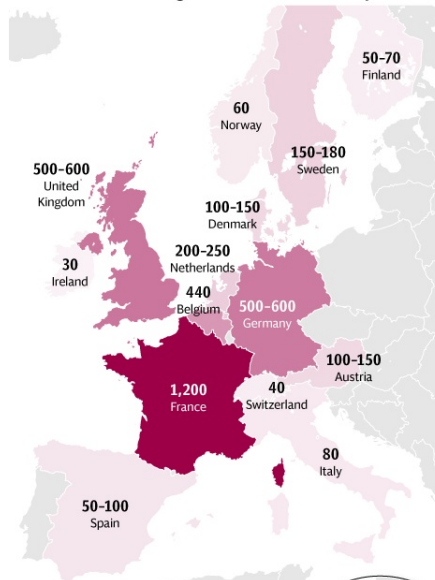 50–70
Finland
60
Norway
150–180
Sweden
500–600
United
Kingdom
100–150
Denmark
200–250
Netherlands
30
Ireland
440
Belgium
500–600
Germany
100–150
Austria
1,200
France
40
Switzerland
80
Italy
50–100
Spain